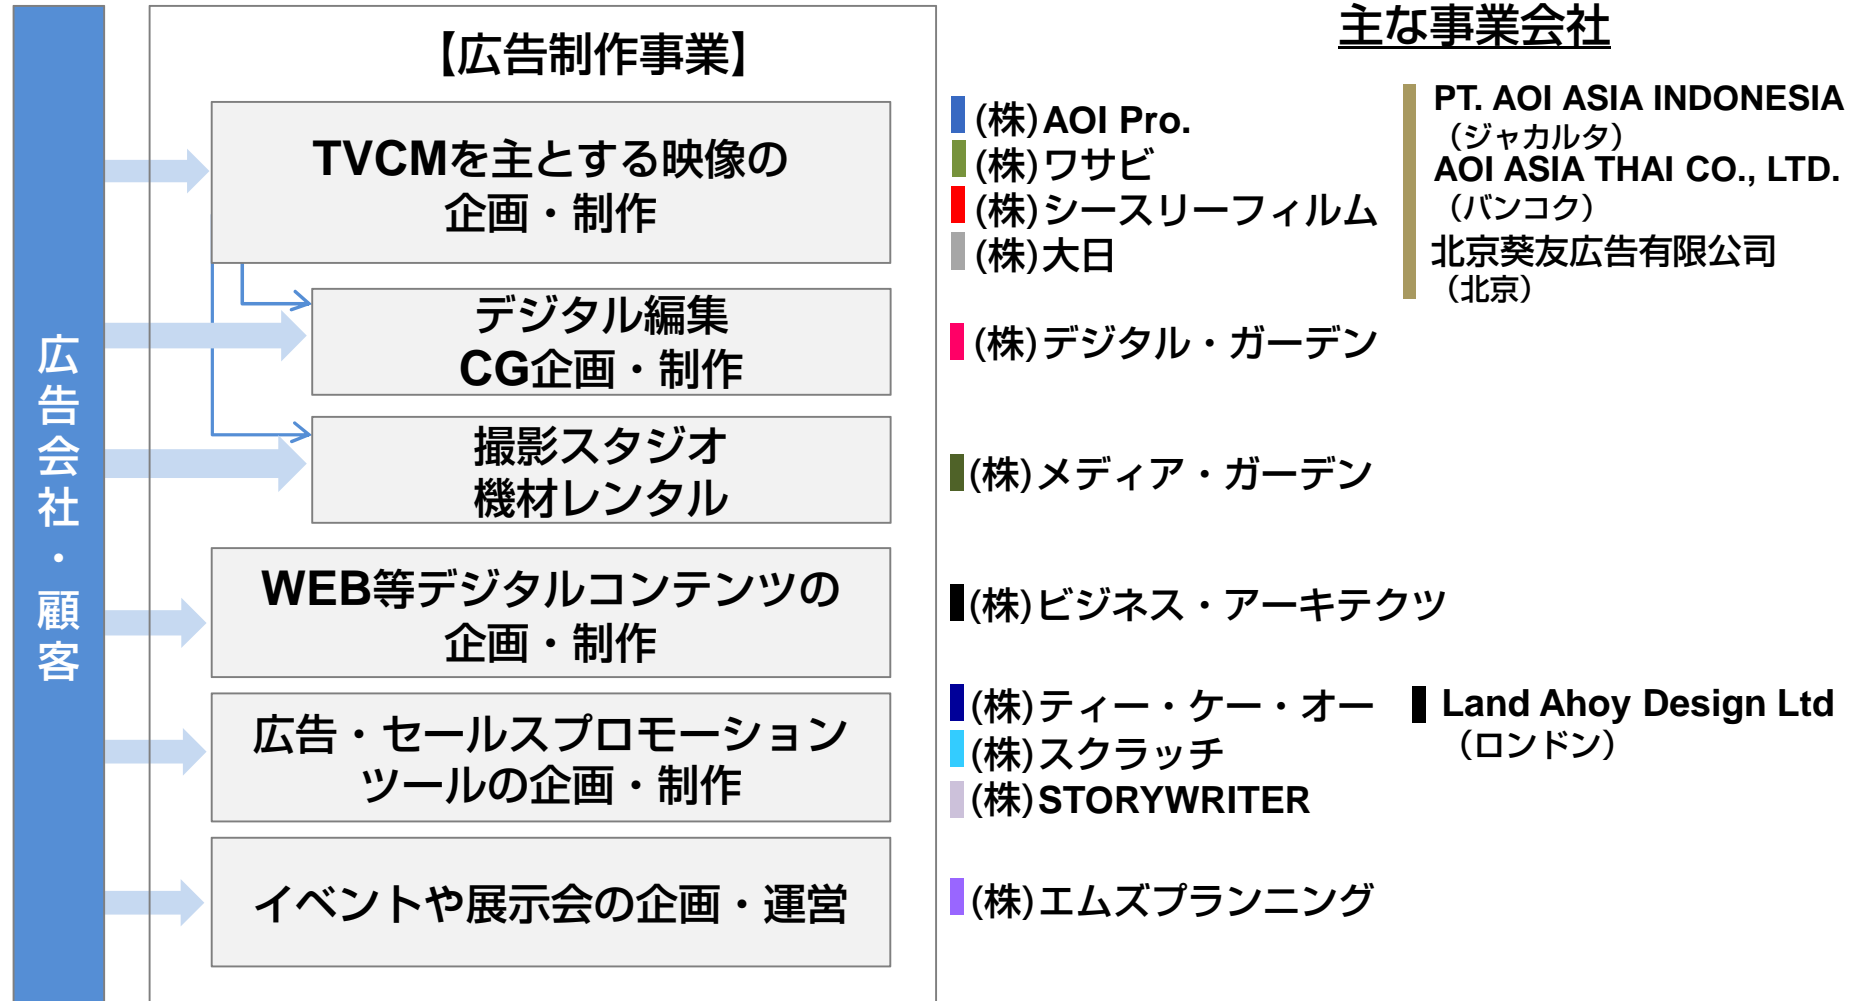 広告会社・顧客
【広告制作事業】
TVCMを主とする映像の
企画・制作
デジタル編集
CG企画・制作
撮影スタジオ
機材レンタル
WEB等デジタルコンテンツの
企画・制作
広告・セールスプロモーション
ツールの企画・制作
イベントや展示会の企画・運営
主な事業会社
(株)AOI Pro.
(株)ワサビ
(株)シースリーフィルム
(株)大日
PT. AOI ASIA INDONESIA
（ジャカルタ）
AOI ASIA THAI CO., LTD.
（バンコク）
北京葵友広告有限公司
（北京）
(株)デジタル・ガーデン
(株)メディア・ガーデン
(株)ビジネス・アーキテクツ
(株)ティー・ケー・オー
(株)スクラッチ
(株)STORYWRITER
Land Ahoy Design Ltd
（ロンドン）
(株)エムズプランニング